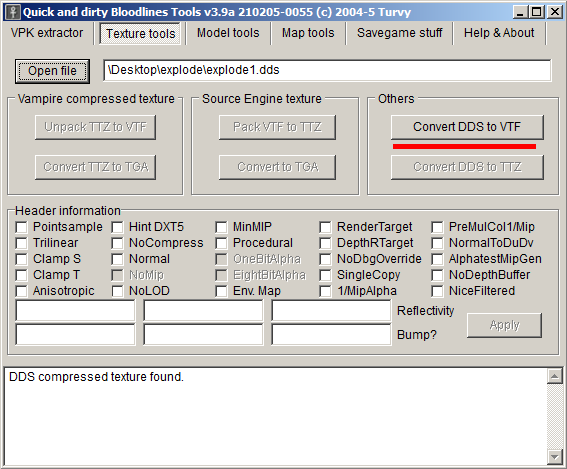 Quick and dirty Bloodlines Tools v3.9a 210205-0055 (c) 2004-5 Turvy
VPK extractor Texture tools Model tools Map tools Savegame stuff Help & About
Open file \Desktop\explode\explode1.dds
Vampire compressed texture Source Engine texture Others
Unpack TTZ to VTF Pack VTF to TTZ Convert DDS to VTF
Convert TTZ to TGA Convert to TGA Convert DDS to TTZ
Header information
Pointsample Hint DXT5 MinMIP RenderTarget PreMulCol1/Mip
Trilinear NoCompress Procedural DepthRTarget NormalToDuDv
Clamp S Normal OneBitAlpha NoDbgOverride AlphatestMipGen
Clamp T NoMip EightBitAlpha SingleCopy NoDepthBuffer
Anisotropic NoLOD Env. Map 1/MipAlpha NiceFiltered
Reflectivity
Bump? Apply
DDS compressed texture found.